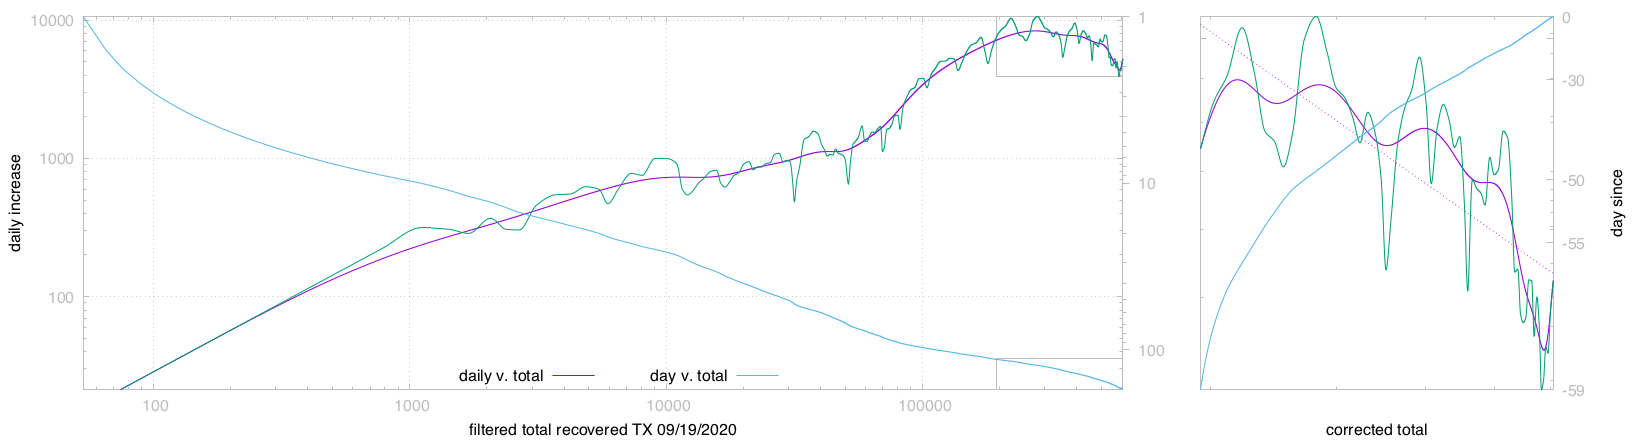 10000
1000
100
daily increase
100
1000
10000
100000
filtered total recovered TX 09/19/2020
daily v. total
day v. total
1
10
100
0
-30
-50
-55
-59
day since
corrected total